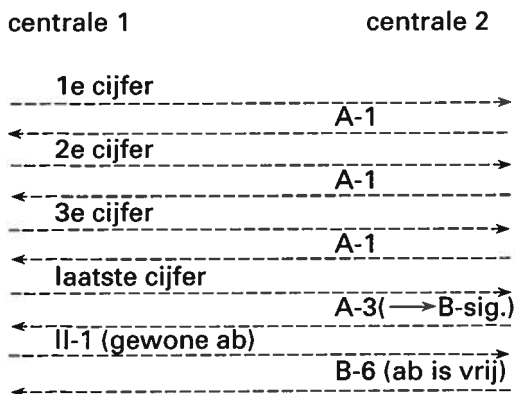 centrale 1 centrale 2
1e cijfer
A-1
2e cijfer
A-1
3e cijfer
A-1
laatste cijfer
A-3(⟶B-sig.)
II-1 (gewone ab)
B-6 (ab is vrij)